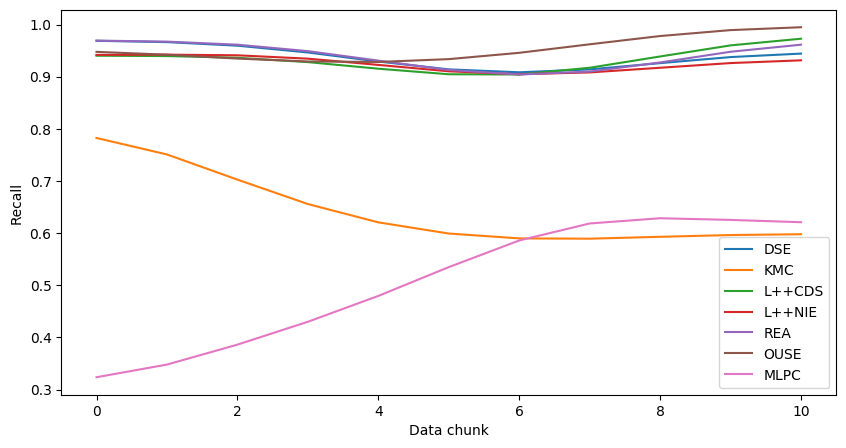 1.0
0.9
0.8
0.7
0.6
0.5
0.4
0.3
Recall
0 2 4 6 8 10
Data chunk
DSE
KMC
L++CDS
L++NIE
REA
OUSE
MLPC